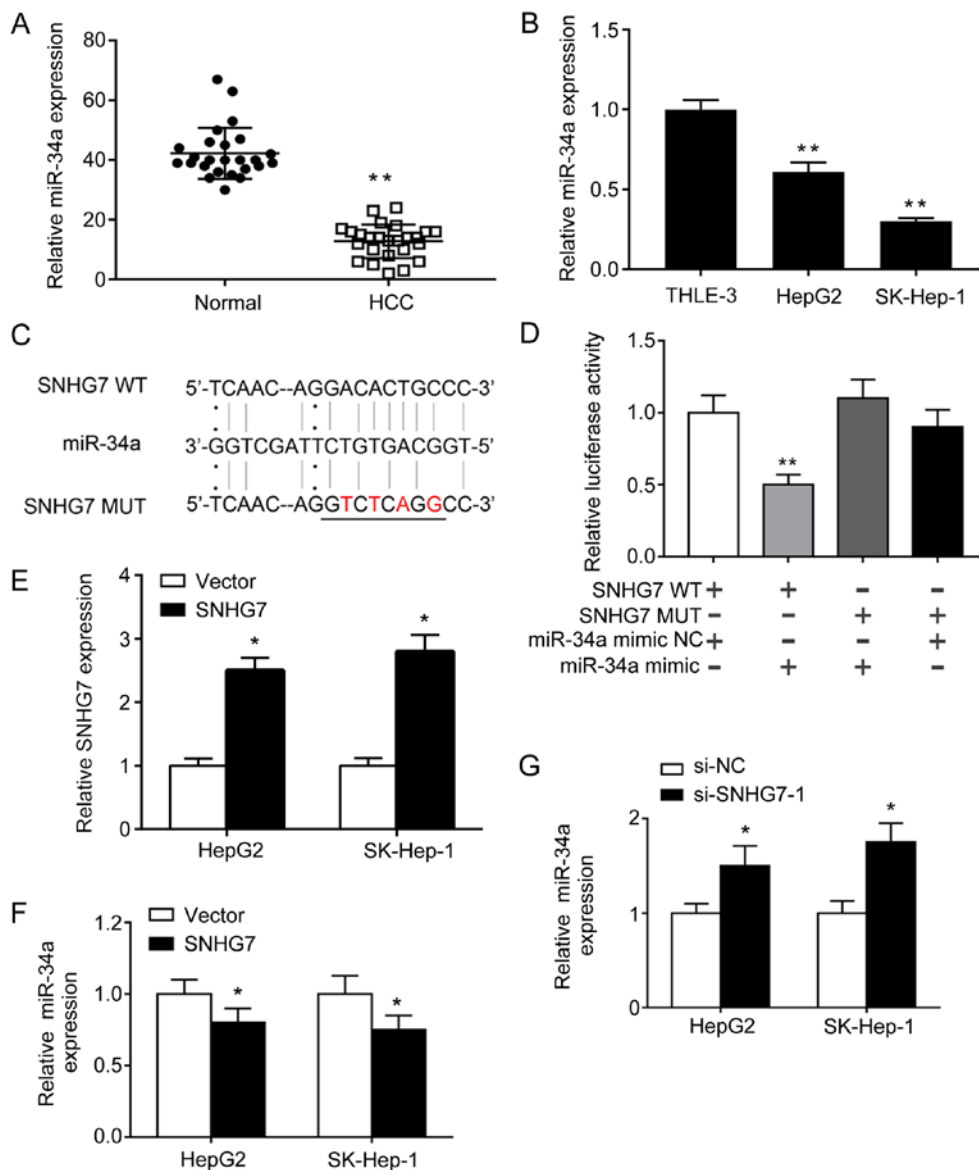 A
Relative miR-34a expression
80
60
40
20
0
**
Normal
HCC
B
Relative miR-34a expression
1.5
1.0
0.5
0.0
**
**
THLE-3
HepG2
SK-Hep-1
C
SNHG7 WT 5'-TCAAC--AGGACACTGCCC-3'
miR-34a 3'-GGTCGATTCTGTGACGGT-5'
SNHG7 MUT 5'-TCAAC--AGGTCTCAGGCC-3'
D
Relative luciferase activity
1.5
1.0
0.5
0.0
**
SNHG7 WT + + - -
SNHG7 MUT - - + +
miR-34a mimic NC + - - +
miR-34a mimic - + + -
E
Relative SNHG7 expression
4
3
2
1
0
Vector
SNHG7
*
*
HepG2
SK-Hep-1
F
Relative miR-34a
expression
1.2
1.0
0.5
0.0
Vector
SNHG7
*
*
HepG2
SK-Hep-1
G
Relative miR-34a
expression
2
1
0
si-NC
si-SNHG7-1
*
*
HepG2
SK-Hep-1